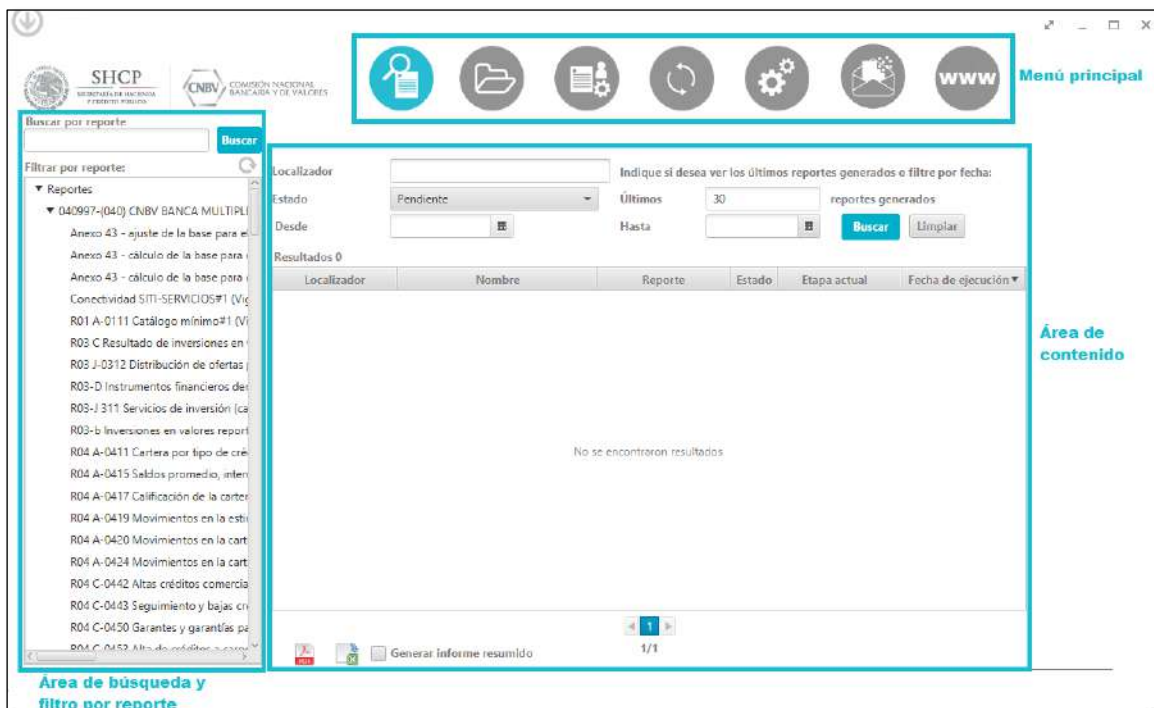 SHCP
SECRETARÍA DE HACIENDA
Y CRÉDITO PÚBLICO
CNBV
COMISIÓN NACIONAL
BANCARIA Y DE VALORES
www
Menú principal
Buscar por reporte
Buscar
Filtrar por reporte:
Reportes
040997-(040) CNBV BANCA MULTIPL
Anexo 43 - ajuste de la base para e
Anexo 43 - cálculo de la base para
Anexo 43 - cálculo de la base para
Conectividad SITI-SERVICIOS#1 (Vig
R01 A-0111 Catálogo mínimo#1 (Vi
R03 C Resultado de inversiones en
R03 J-0312 Distribución de ofertas
R03-D Instrumentos financieros der
R03-J 311 Servicios de inversión (ca
R03-b Inversiones en valores report
R04 A-0411 Cartera por tipo de cré
R04 A-0415 Saldos promedio, inter
R04 A-0417 Calificación de la carter
R04 A-0419 Movimientos en la esti
R04 A-0420 Movimientos en la cart
R04 A-0424 Movimientos en la cart
R04 C-0442 Altas créditos comercia
R04 C-0443 Seguimiento y bajas cr
R04 C-0450 Garantes y garantías pa
R04 C-0453 Alta de créditos a cargo
Área de búsqueda y
filtro por reporte
Localizador
Indique si desea ver los últimos reportes generados o filtre por fecha:
Estado Pendiente Últimos 30 reportes generados
Desde Hasta Buscar Limpiar
Resultados 0
Localizador Nombre Reporte Estado Etapa actual Fecha de ejecución
No se encontraron resultados
1
1/1
Generar informe resumido
Área de
contenido